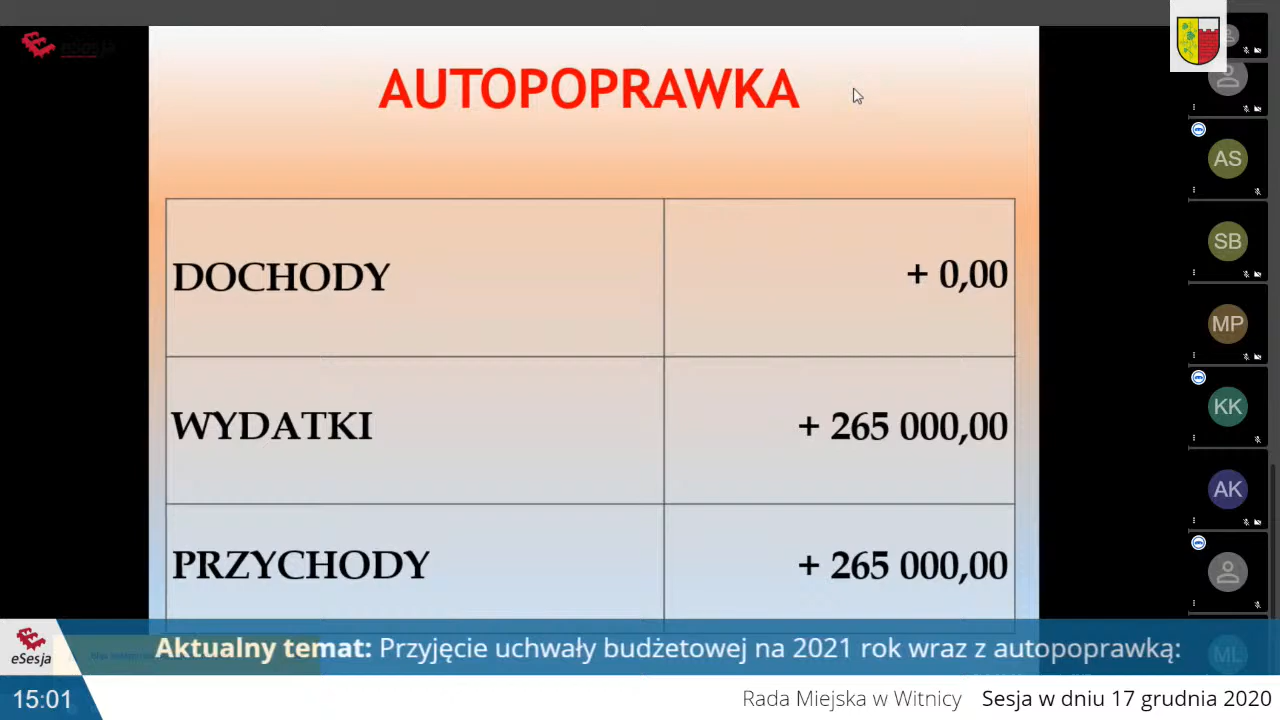 eSesja
AUTOPOPRAWKA
DOCHODY + 0,00
WYDATKI + 265 000,00
PRZYCHODY + 265 000,00
AS
SB
MP
KK
AK
ML
eSesja
Aktualny temat: Przyjęcie uchwały budżetowej na 2021 rok wraz z autopoprawką:
15:01
Rada Miejska w Witnicy Sesja w dniu 17 grudnia 2020